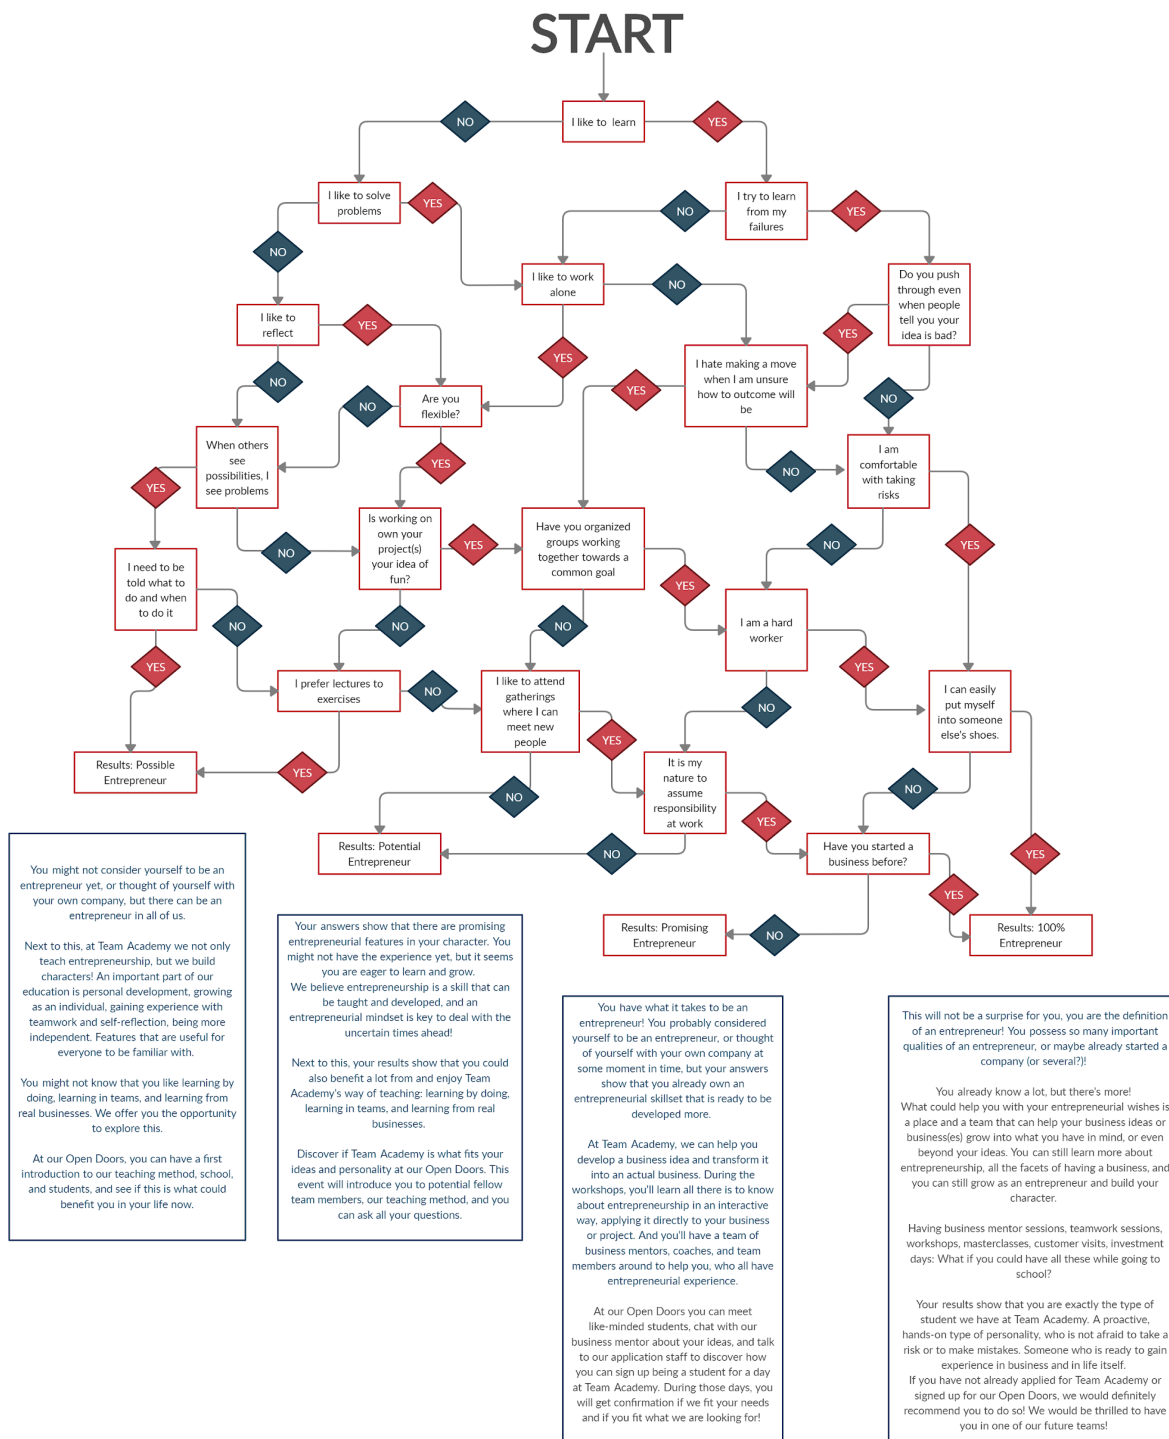 START
NO
I like to learn
YES
I like to solve
problems
YES
NO
I try to learn
from my
failures
YES
NO
I like to work
alone
NO
Do you push
through even
when people
tell you your
idea is bad?
I like to
reflect
YES
YES
YES
NO
I hate making a move
when I am unsure
how to outcome will
be
YES
NO
Are you
flexible?
NO
When others
see
possibilities, I
see problems
YES
YES
NO
I am
comfortable
with taking
risks
NO
Is working on
own your
project(s)
your idea of
fun?
YES
Have you organized
groups working
together towards a
common goal
NO
YES
I need to be
told what to
do and when
to do it
YES
NO
NO
NO
I am a hard
worker
YES
YES
I prefer lectures to
exercises
NO
I like to attend
gatherings
where I can
meet new
people
NO
I can easily
put myself
into someone
else's shoes.
YES
Results: Possible
Entrepreneur
YES
NO
It is my
nature to
assume
responsibility
at work
NO
YES
Results: Potential
Entrepreneur
NO
Have you started a
business before?
YES
YES
Results: Promising
Entrepreneur
NO
Results: 100%
Entrepreneur
You might not consider yourself to be an
entrepreneur yet, or thought of yourself with
your own company, but there can be an
entrepreneur in all of us.
Next to this, at Team Academy we not only
teach entrepreneurship, but we build
characters! An important part of our
education is personal development, growing
as an individual, gaining experience with
teamwork and self-reflection, being more
independent. Features that are useful for
everyone to be familiar with.
You might not know that you like learning by
doing, learning in teams, and learning from
real businesses. We offer you the opportunity
to explore this.
At our Open Doors, you can have a first
introduction to our teaching method, school,
and students, and see if this is what could
benefit you in your life now.
Your answers show that there are promising
entrepreneurial features in your character. You
might not have the experience yet, but it seems
you are eager to learn and grow.
We believe entrepreneurship is a skill that can
be taught and developed, and an
entrepreneurial mindset is key to deal with the
uncertain times ahead!
Next to this, your results show that you could
also benefit a lot from and enjoy Team
Academy's way of teaching: learning by doing,
learning in teams, and learning from real
businesses.
Discover if Team Academy is what fits your
ideas and personality at our Open Doors. This
event will introduce you to potential fellow
team members, our teaching method, and you
can ask all your questions.
You have what it takes to be an
entrepreneur! You probably considered
yourself to be an entrepreneur, or thought
of yourself with your own company at
some moment in time, but your answers
show that you already own an
entrepreneurial skillset that is ready to be
developed more.
At Team Academy, we can help you
develop a business idea and transform it
into an actual business. During the
workshops, you'll learn all there is to know
about entrepreneurship in an interactive
way, applying it directly to your business
or project. And you'll have a team of
business mentors, coaches, and team
members around to help you, who all have
entrepreneurial experience.
At our Open Doors you can meet
like-minded students, chat with our
business mentor about your ideas, and talk
to our application staff to discover how
you can sign up being a student for a day
at Team Academy. During those days, you
will get confirmation if we fit your needs
and if you fit what we are looking for!
This will not be a surprise for you, you are the definition
of an entrepreneur! You possess so many important
qualities of an entrepreneur, or maybe already started a
company (or several?)!
You already know a lot, but there's more!
What could help you with your entrepreneurial wishes is
a place and a team that can help your business ideas or
business(es) grow into what you have in mind, or even
beyond your ideas. You can still learn more about
entrepreneurship, all the facets of having a business, and
you can still grow as an entrepreneur and build your
character.
Having business mentor sessions, teamwork sessions,
workshops, masterclasses, customer visits, investment
days: What if you could have all these while going to
school?
Your results show that you are exactly the type of
student we have at Team Academy. A proactive,
hands-on type of personality, who is not afraid to take a
risk or to make mistakes. Someone who is ready to gain
experience in business and in life itself.
If you have not already applied for Team Academy or
signed up for our Open Doors, we would definitely
recommend you to do so! We would be thrilled to have
you in one of our future teams!